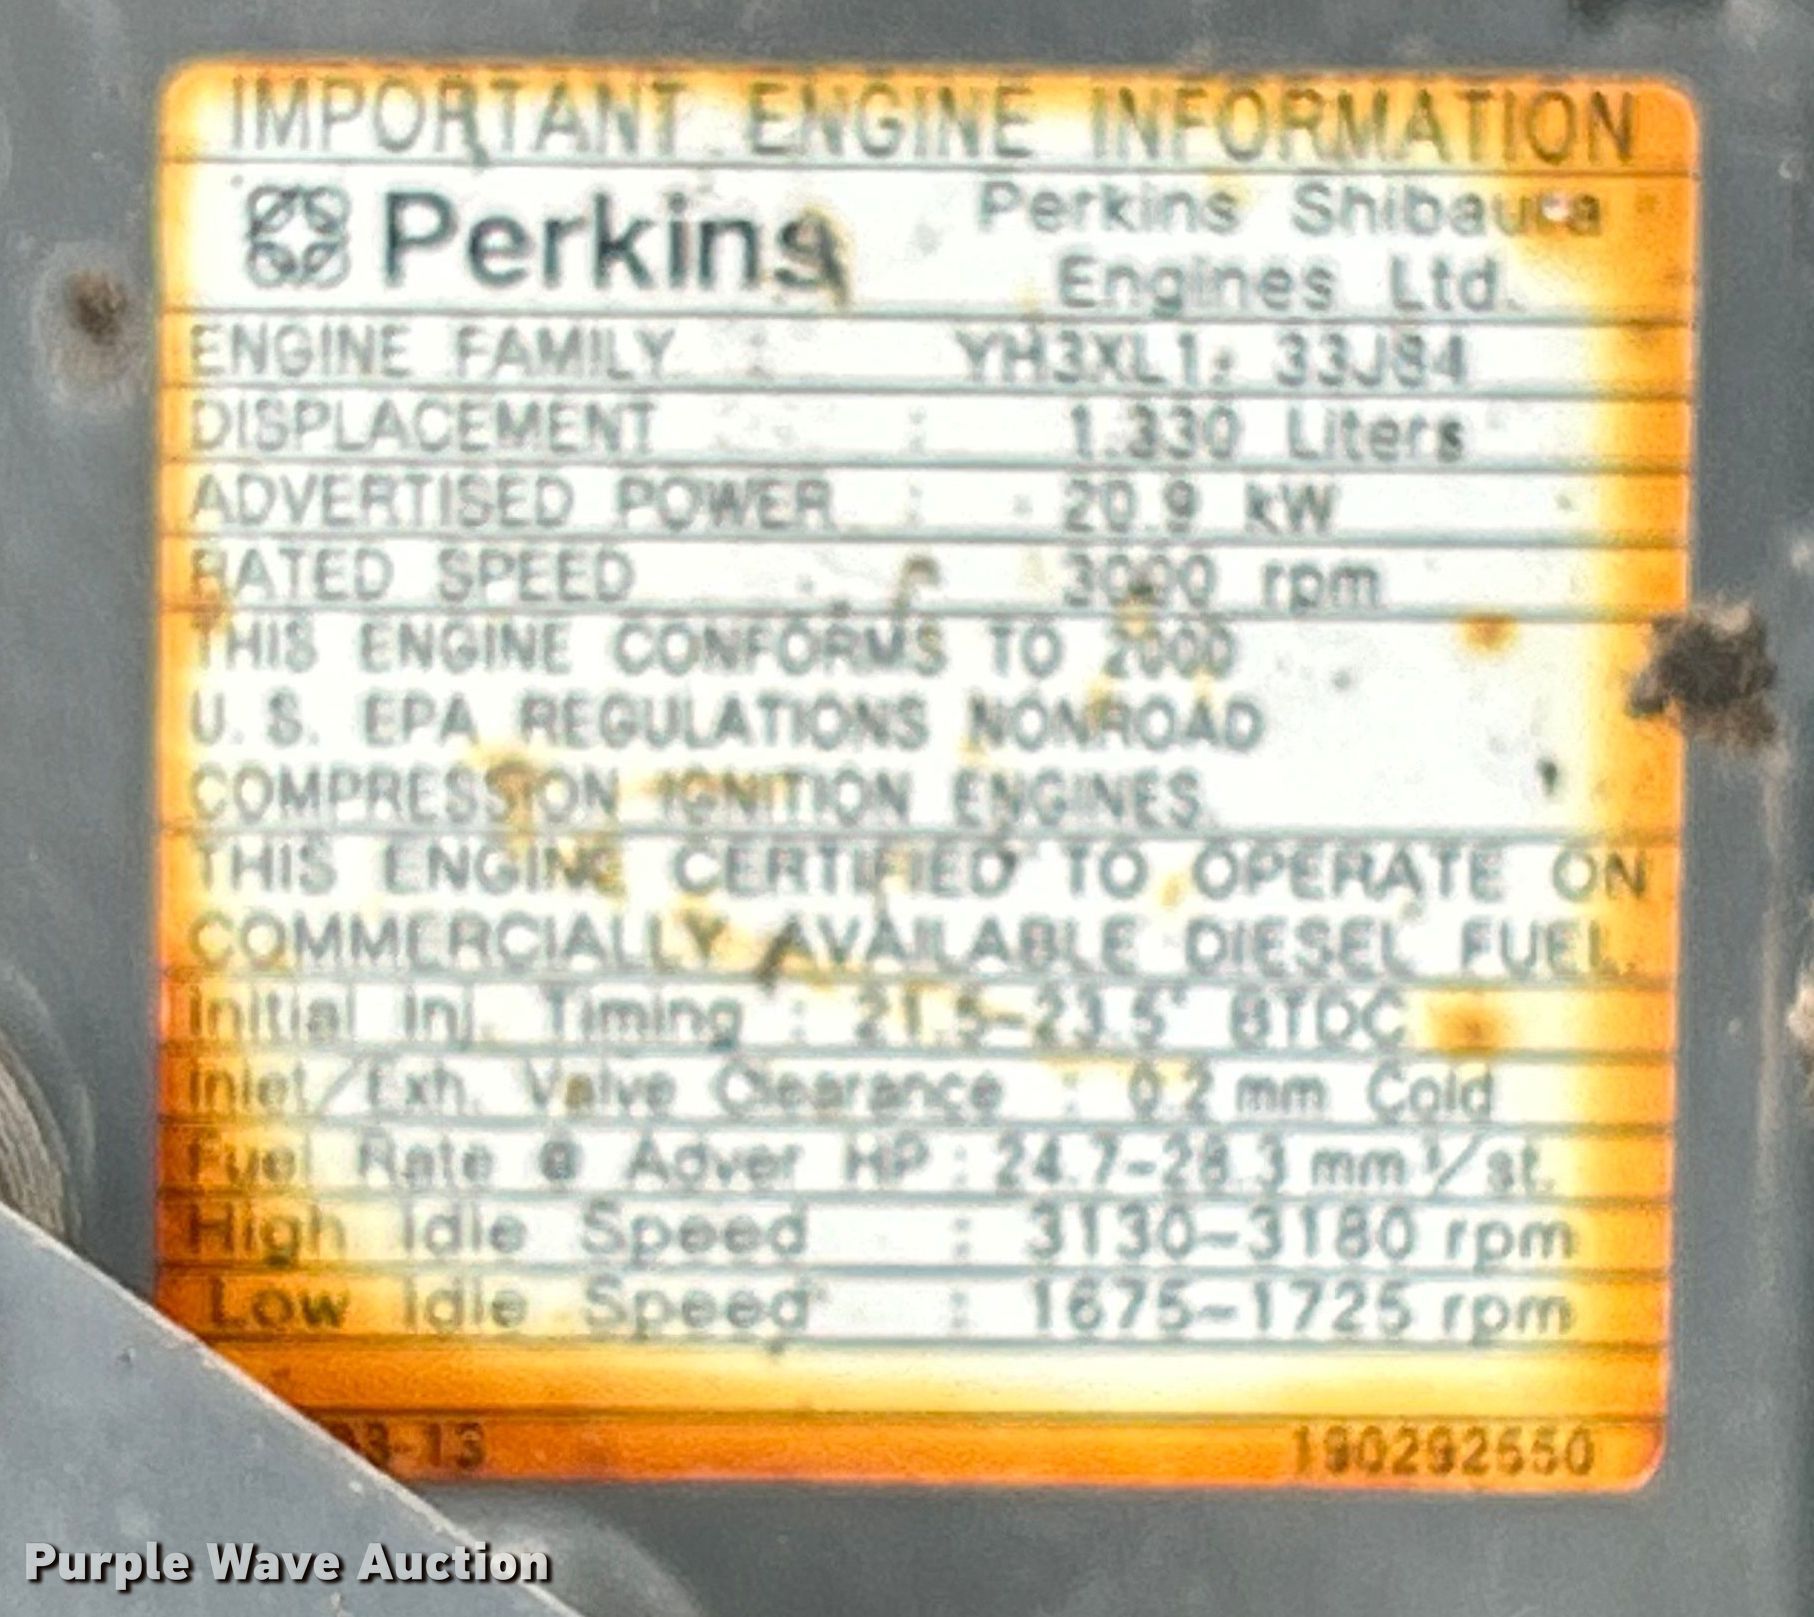 IMPORTANT ENGINE INFORMATION
Perkins
Perkins Shibaura
Engines Ltd.
ENGINE FAMILY : YH3XL1. 33J84
DISPLACEMENT : 1.330 Liters
ADVERTISED POWER : 20.9 kW
RATED SPEED : 3000 rpm
THIS ENGINE CONFORMS TO 2000
U.S. EPA REGULATIONS NONROAD
COMPRESSION IGNITION ENGINES.
THIS ENGINE CERTIFIED TO OPERATE ON
COMMERCIALLY AVAILABLE DIESEL FUEL.
Initial Inj. Timing : 21.5-23.5° BTDC
Inlet/Exh. Valve Clearance : 0.2 mm Cold
Fuel Rate @ Adver HP : 24.7-28.3 mm³/st.
High Idle Speed : 3130-3180 rpm
Low Idle Speed : 1675-1725 rpm
190292550
Purple Wave Auction